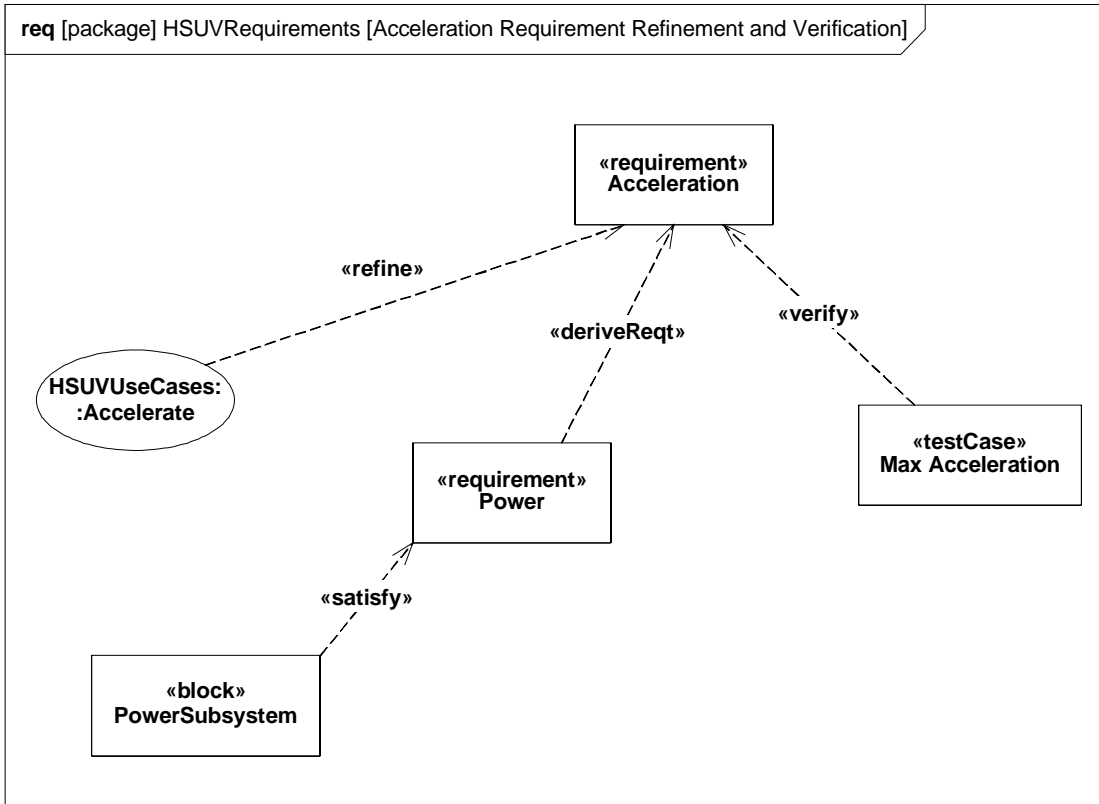 req [package] HSUVRequirements [Acceleration Requirement Refinement and Verification]
«requirement»
Acceleration
«refine»
«deriveReqt»
«verify»
HSUVUseCases:
:Accelerate
«requirement»
Power
«testCase»
Max Acceleration
«satisfy»
«block»
PowerSubsystem